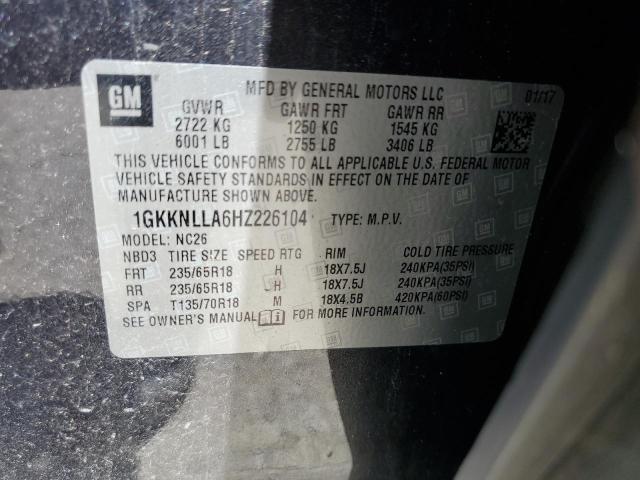 GM
MFD BY GENERAL MOTORS LLC 01/17
GVWR GAWR FRT GAWR RR
2722 KG 1250 KG 1545 KG
6001 LB 2755 LB 3406 LB
THIS VEHICLE CONFORMS TO ALL APPLICABLE U.S. FEDERAL MOTOR
VEHICLE SAFETY STANDARDS IN EFFECT ON THE DATE OF
MANUFACTURE SHOWN ABOVE.
1GKKNLLA6HZ226104 TYPE: M.P.V.
MODEL: NC26
NBD3 TIRE SIZE SPEED RTG RIM COLD TIRE PRESSURE
FRT 235/65R18 H 18X7.5J 240KPA(35PSI)
RR 235/65R18 H 18X7.5J 240KPA(35PSI)
SPA T135/70R18 M 18X4.5B 420KPA(60PSI)
SEE OWNER'S MANUAL FOR MORE INFORMATION.